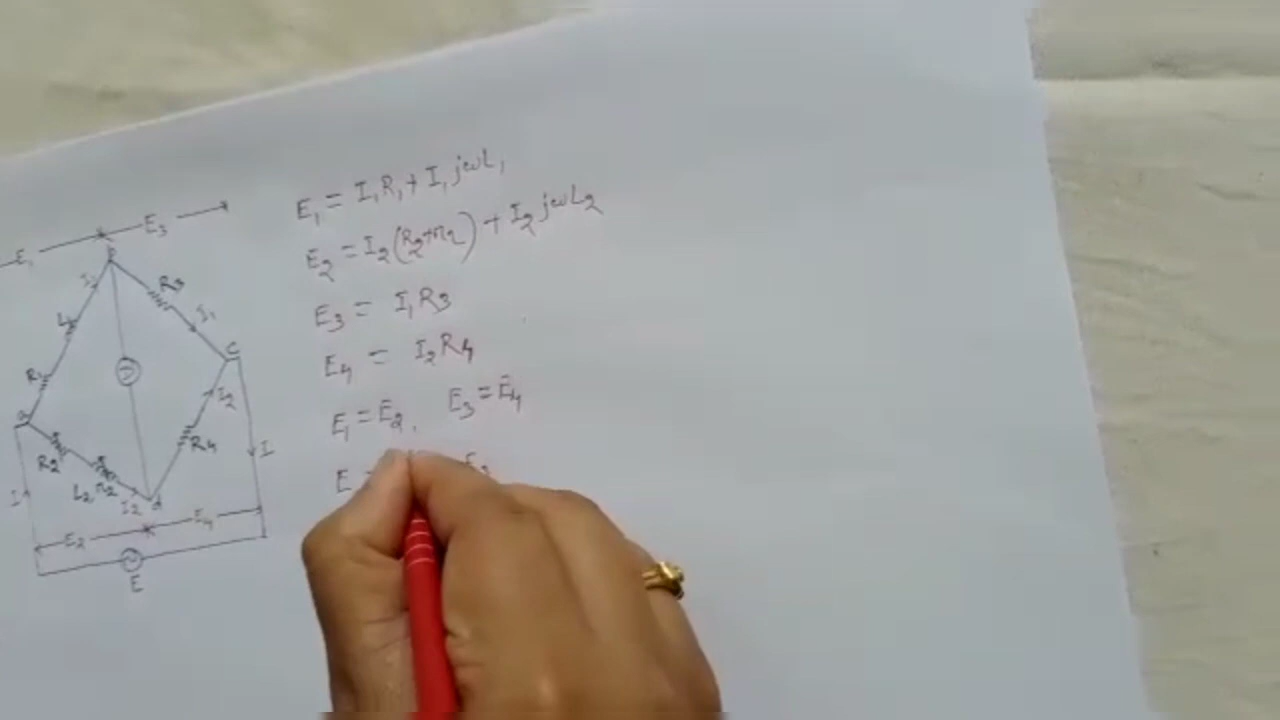 E₁ = I₁R₁ + I₁jωL₁
E₂ = I₂(R₂+r₂) + I₂jωL₂
E₃ = I₁R₃
E₄ = I₂R₄
E₁ = E₂, E₃ = E₄
E =
E₁
E₃
I₁
R₃
L₁
I₁
R₁
C
D
I₂
a
R₄
R₂
I
L₂ r₂
I
I₂
d
E₂
E₄
E